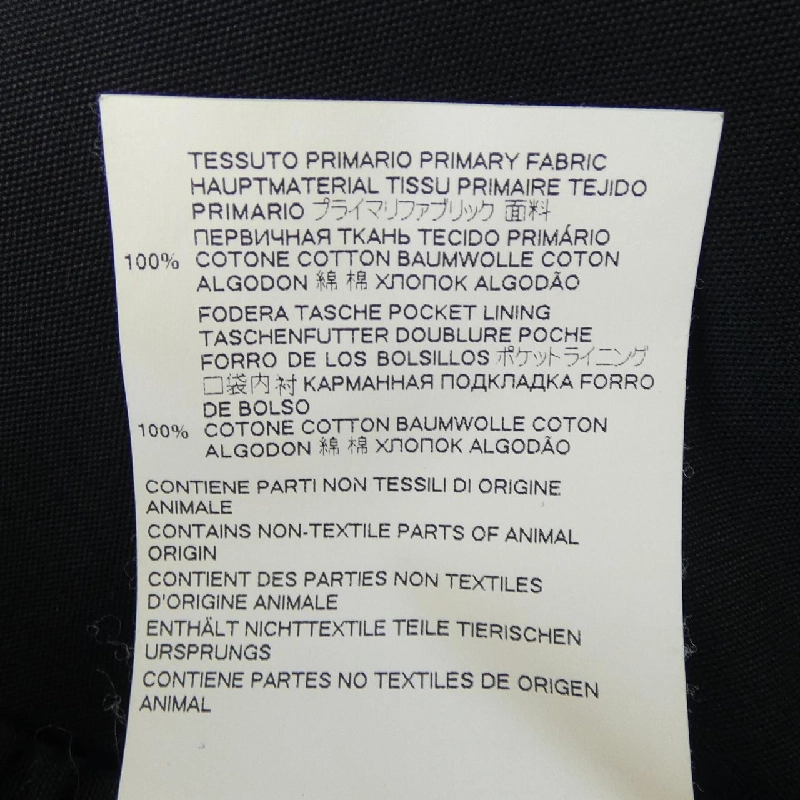 TESSUTO PRIMARIO PRIMARY FABRIC
HAUPTMATERIAL TISSU PRIMAIRE TEJIDO
PRIMARIO プライマリファブリック 面料
ПЕРВИЧНАЯ ТКАНЬ TECIDO PRIMÁRIO
100% COTONE COTTON BAUMWOLLE COTON
ALGODON 綿 棉 ХЛОПОК ALGODÃO
FODERA TASCHE POCKET LINING
TASCHENFUTTER DOUBLURE POCHE
FORRO DE LOS BOLSILLOS ポケットライニング
口袋内衬 КАРМАННАЯ ПОДКЛАДКА FORRO
DE BOLSO
100% COTONE COTTON BAUMWOLLE COTON
ALGODON 綿 棉 ХЛОПОК ALGODÃO
CONTIENE PARTI NON TESSILI DI ORIGINE
ANIMALE
CONTAINS NON-TEXTILE PARTS OF ANIMAL
ORIGIN
CONTIENT DES PARTIES NON TEXTILES
D'ORIGINE ANIMALE
ENTHÄLT NICHTTEXTILE TEILE TIERISCHEN
URSPRUNGS
CONTIENE PARTES NO TEXTILES DE ORIGEN
ANIMAL